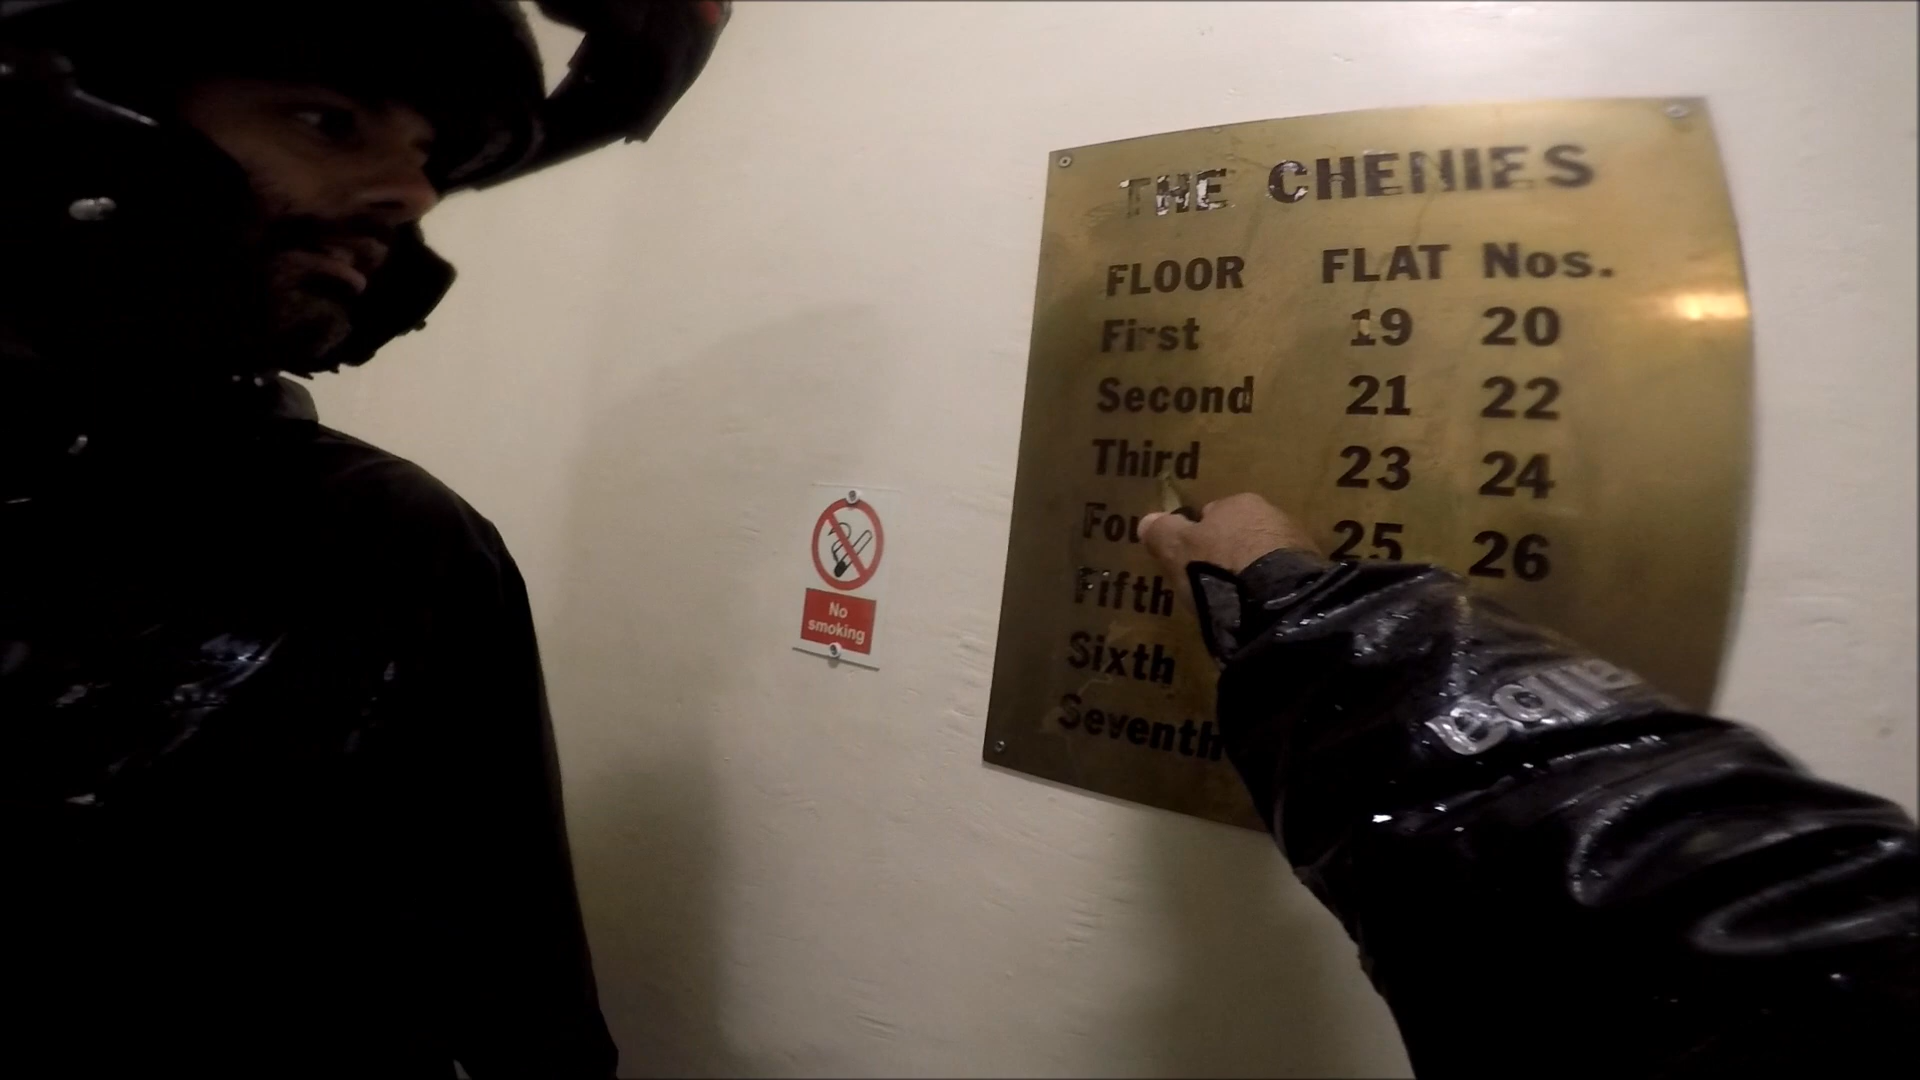 THE CHENIES
FLOOR FLAT Nos.
First 19 20
Second 21 22
Third 23 24
25 26
Fifth
Sixth
Seventh
No
smoking